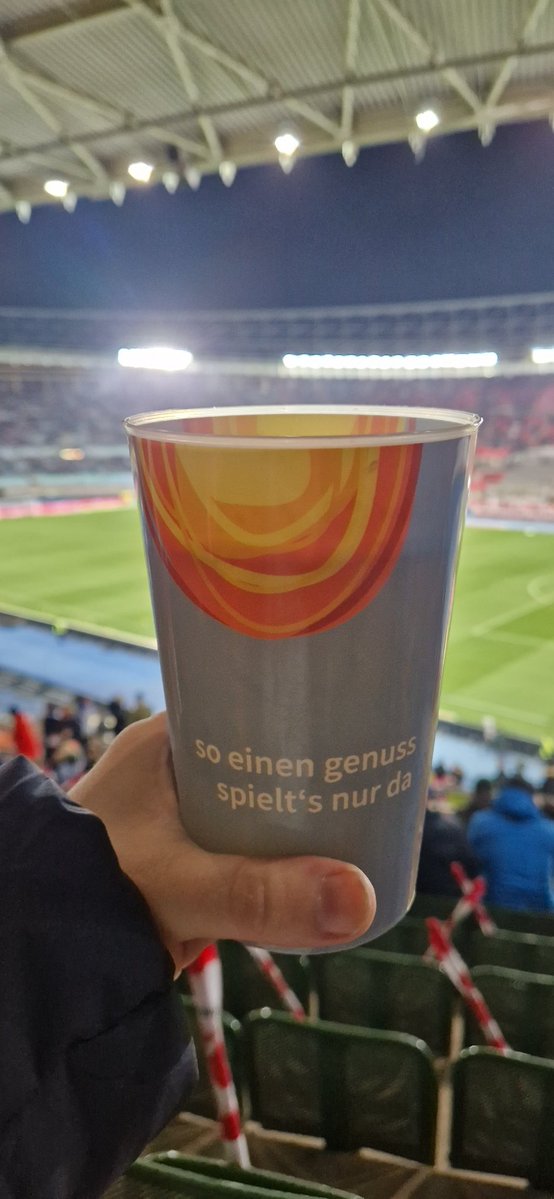 so einen genuss
spielt‘s nur da